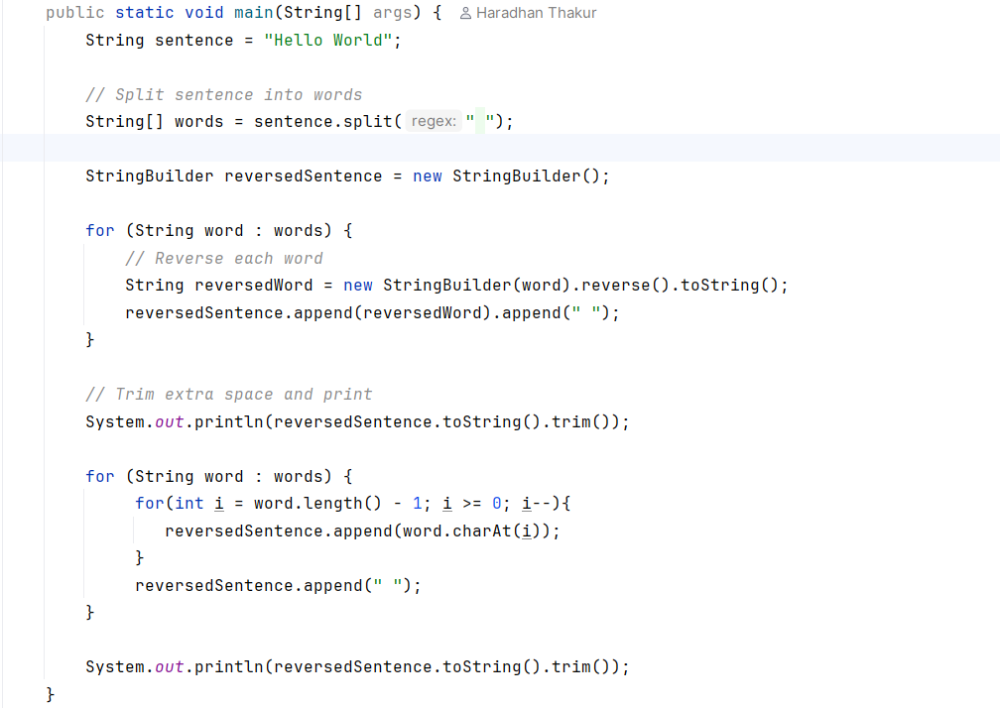 public static void main(String[] args) { Haradhan Thakur
    String sentence = "Hello World";

    // Split sentence into words
    String[] words = sentence.split( regex: " ");

    StringBuilder reversedSentence = new StringBuilder();

    for (String word : words) {
        // Reverse each word
        String reversedWord = new StringBuilder(word).reverse().toString();
        reversedSentence.append(reversedWord).append(" ");
    }

    // Trim extra space and print
    System.out.println(reversedSentence.toString().trim());

    for (String word : words) {
         for(int i = word.length() - 1; i >= 0; i--){
            reversedSentence.append(word.charAt(i));
         }
         reversedSentence.append(" ");
    }

    System.out.println(reversedSentence.toString().trim());
}